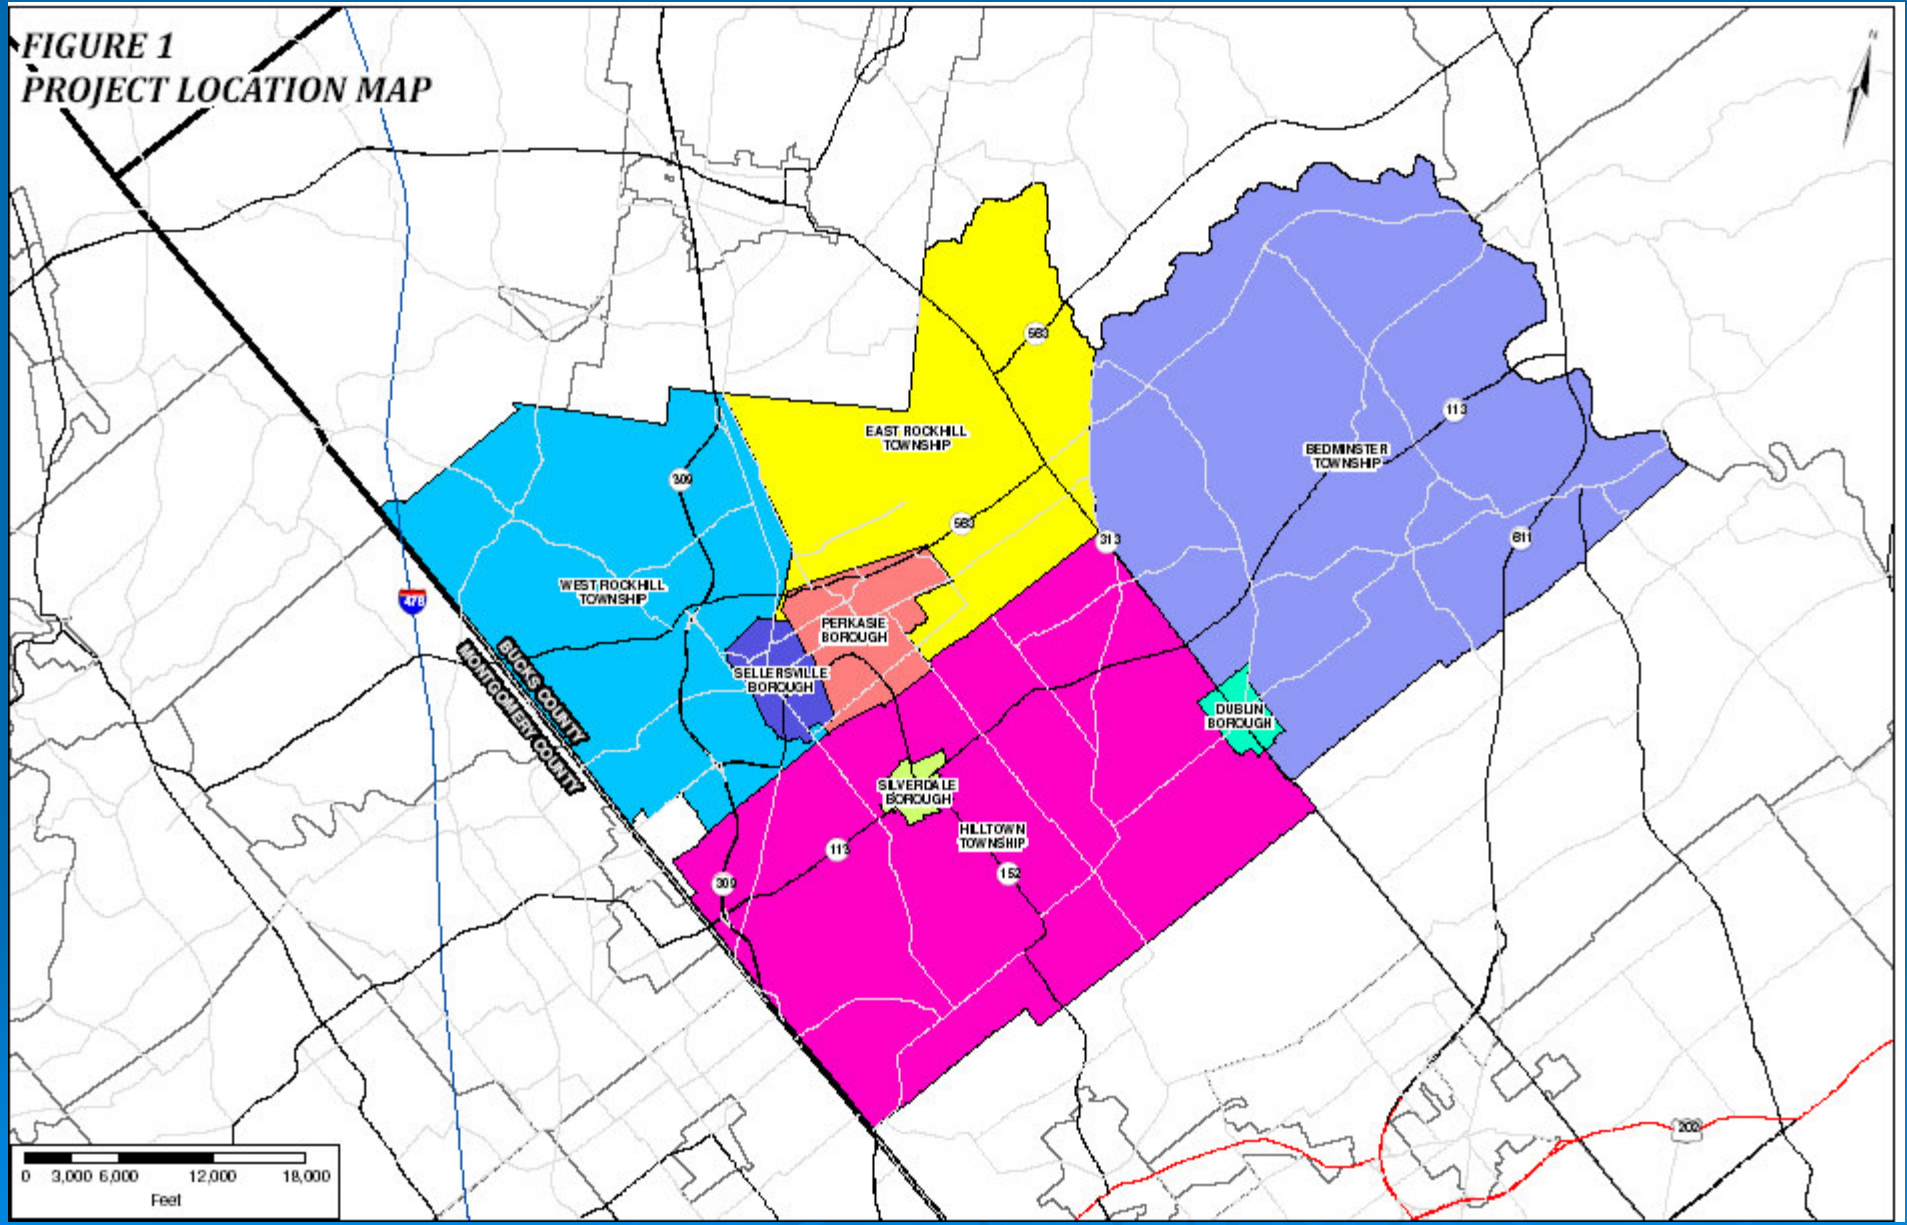 FIGURE 1
PROJECT LOCATION MAP
N
563
113
EAST ROCKHILL
TOWNSHIP
BEDMINSTER
TOWNSHIP
309
563
313
611
WEST ROCKHILL
TOWNSHIP
478
PERKASIE
BOROUGH
BUCKS COUNTY
MONTGOMERY COUNTY
SELLERSVILLE
BOROUGH
DUBLIN
BOROUGH
SILVERDALE
BOROUGH
HILLTOWN
TOWNSHIP
113
152
309
202
0 3,000 6,000 12,000 18,000
Feet